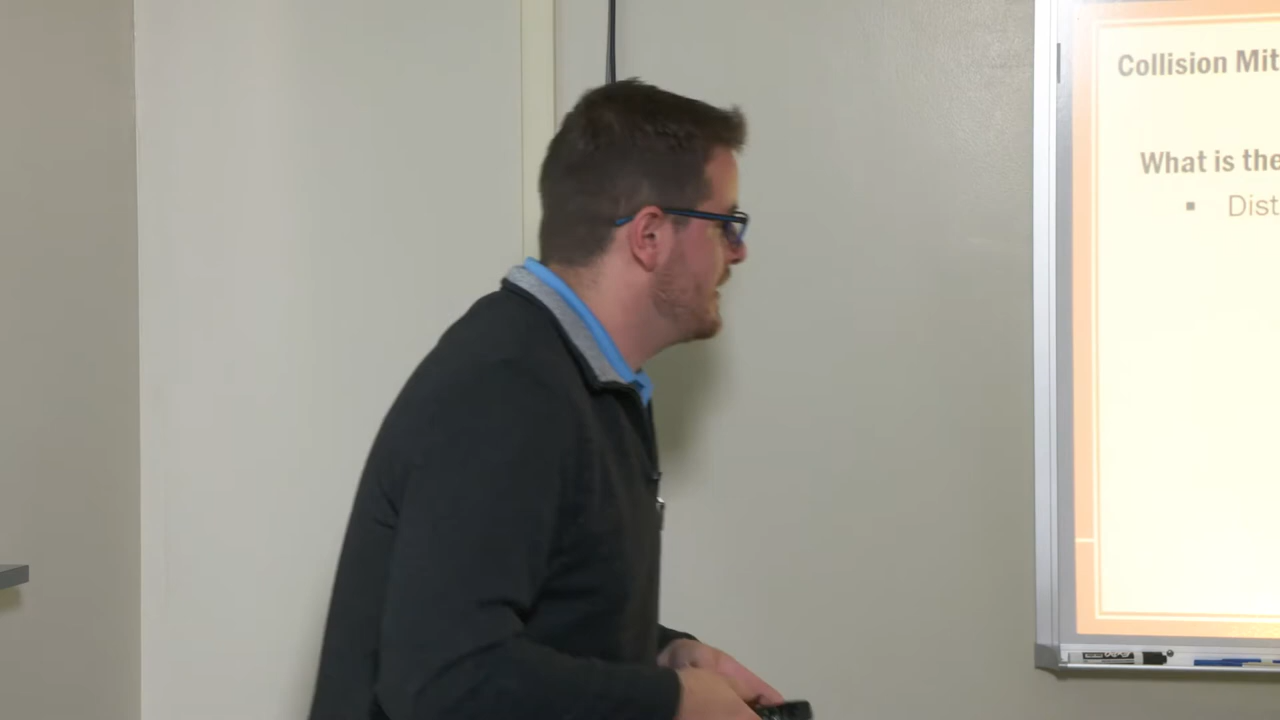 Collision Mit
What is the
▪ Dist